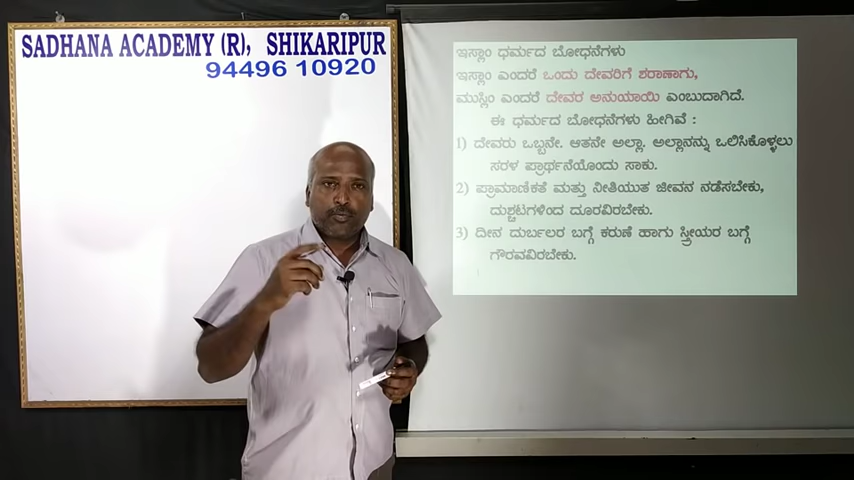 SADHANA ACADEMY (R), SHIKARIPUR
94496 10920
ಇಸ್ಲಾಂ ಧರ್ಮದ ಬೋಧನೆಗಳು
ಇಸ್ಲಾಂ ಎಂದರೆ ಒಂದು ದೇವರಿಗೆ ಶರಾಣಾಗು,
ಮುಸ್ಲಿಂ ಎಂದರೆ ದೇವರ ಅನುಯಾಯಿ ಎಂಬುದಾಗಿದೆ.
ಈ ಧರ್ಮದ ಬೋಧನೆಗಳು ಹೀಗಿವೆ :
1) ದೇವರು ಒಬ್ಬನೇ. ಆತನೇ ಅಲ್ಲಾ. ಅಲ್ಲಾನನ್ನು ಒಲಿಸಿಕೊಳ್ಳಲು
ಸರಳ ಪ್ರಾರ್ಥನೆಯೊಂದು ಸಾಕು.
2) ಪ್ರಾಮಾಣಿಕತೆ ಮತ್ತು ನೀತಿಯುತ ಜೀವನ ನಡೆಸಬೇಕು,
ದುಶ್ಚಟಗಳಿಂದ ದೂರವಿರಬೇಕು.
3) ದೀನ ದುರ್ಬಲರ ಬಗ್ಗೆ ಕರುಣೆ ಹಾಗು ಸ್ತ್ರೀಯರ ಬಗ್ಗೆ
ಗೌರವವಿರಬೇಕು.